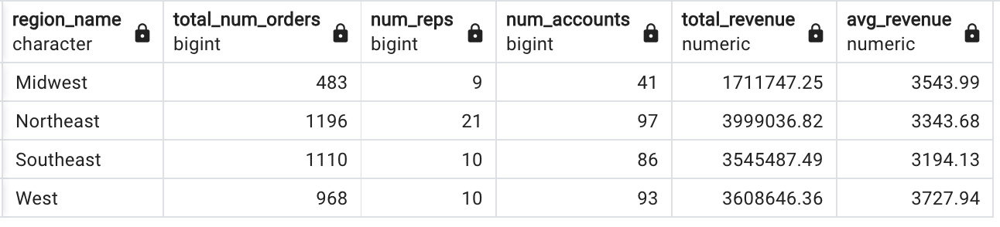 region_name total_num_orders num_reps num_accounts total_revenue avg_revenue
character bigint bigint bigint numeric numeric
Midwest 483 9 41 1711747.25 3543.99
Northeast 1196 21 97 3999036.82 3343.68
Southeast 1110 10 86 3545487.49 3194.13
West 968 10 93 3608646.36 3727.94